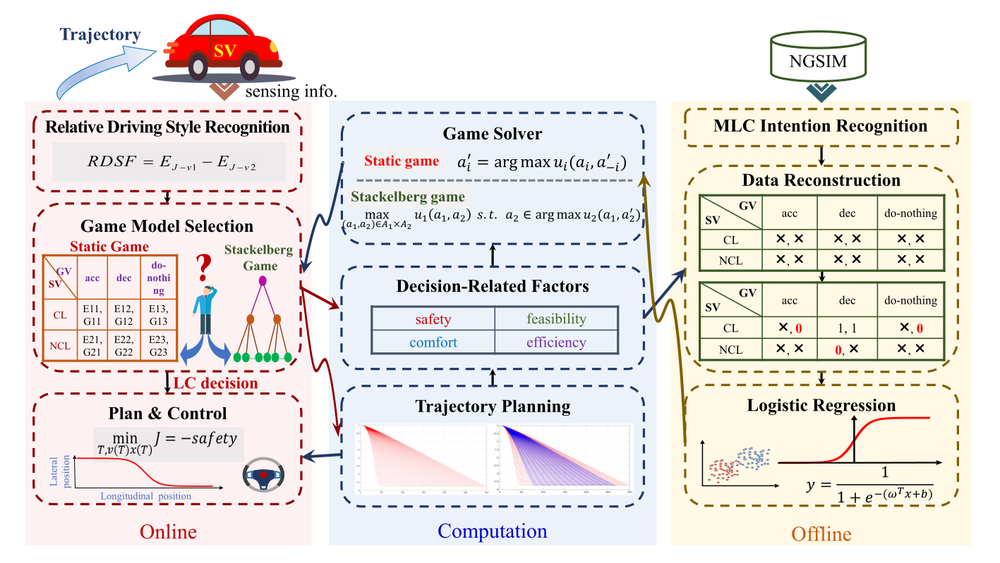 Trajectory
SV
sensing info.
NGSIM
Relative Driving Style Recognition
RDSF = E_{J-v1} − E_{J-v2}
Game Model Selection
Static Game
GV
SV
acc
dec
do-
nothi
ng
CL
E11,
G11
E12,
G12
E13,
G13
NCL
E21,
G21
E22,
G22
E23,
G23
?
Stackelberg
Game
LC decision
Plan & Control
min J = −safety
T,v(T)x(T)
Lateral
position
Longitudinal position
Online
Game Solver
Static game a′_i = arg max u_i(a_i, a′_{-i})
Stackelberg game
max u_1(a_1, a_2) s.t. a_2 ∈ arg max u_2(a_1, a′_2)
(a_1,a_2)∈A_1×A_2
Decision-Related Factors
safety feasibility
comfort efficiency
Trajectory Planning
Computation
MLC Intention Recognition
Data Reconstruction
GV
SV
acc dec do-nothing
CL ×, × ×, × ×, ×
NCL ×, × ×, × ×, ×
GV
SV
acc dec do-nothing
CL ×, 0 1, 1 ×, 0
NCL ×, × 0, × ×, ×
Logistic Regression
y = 1 / (1 + e^{−(ω^T x+b)})
Offline